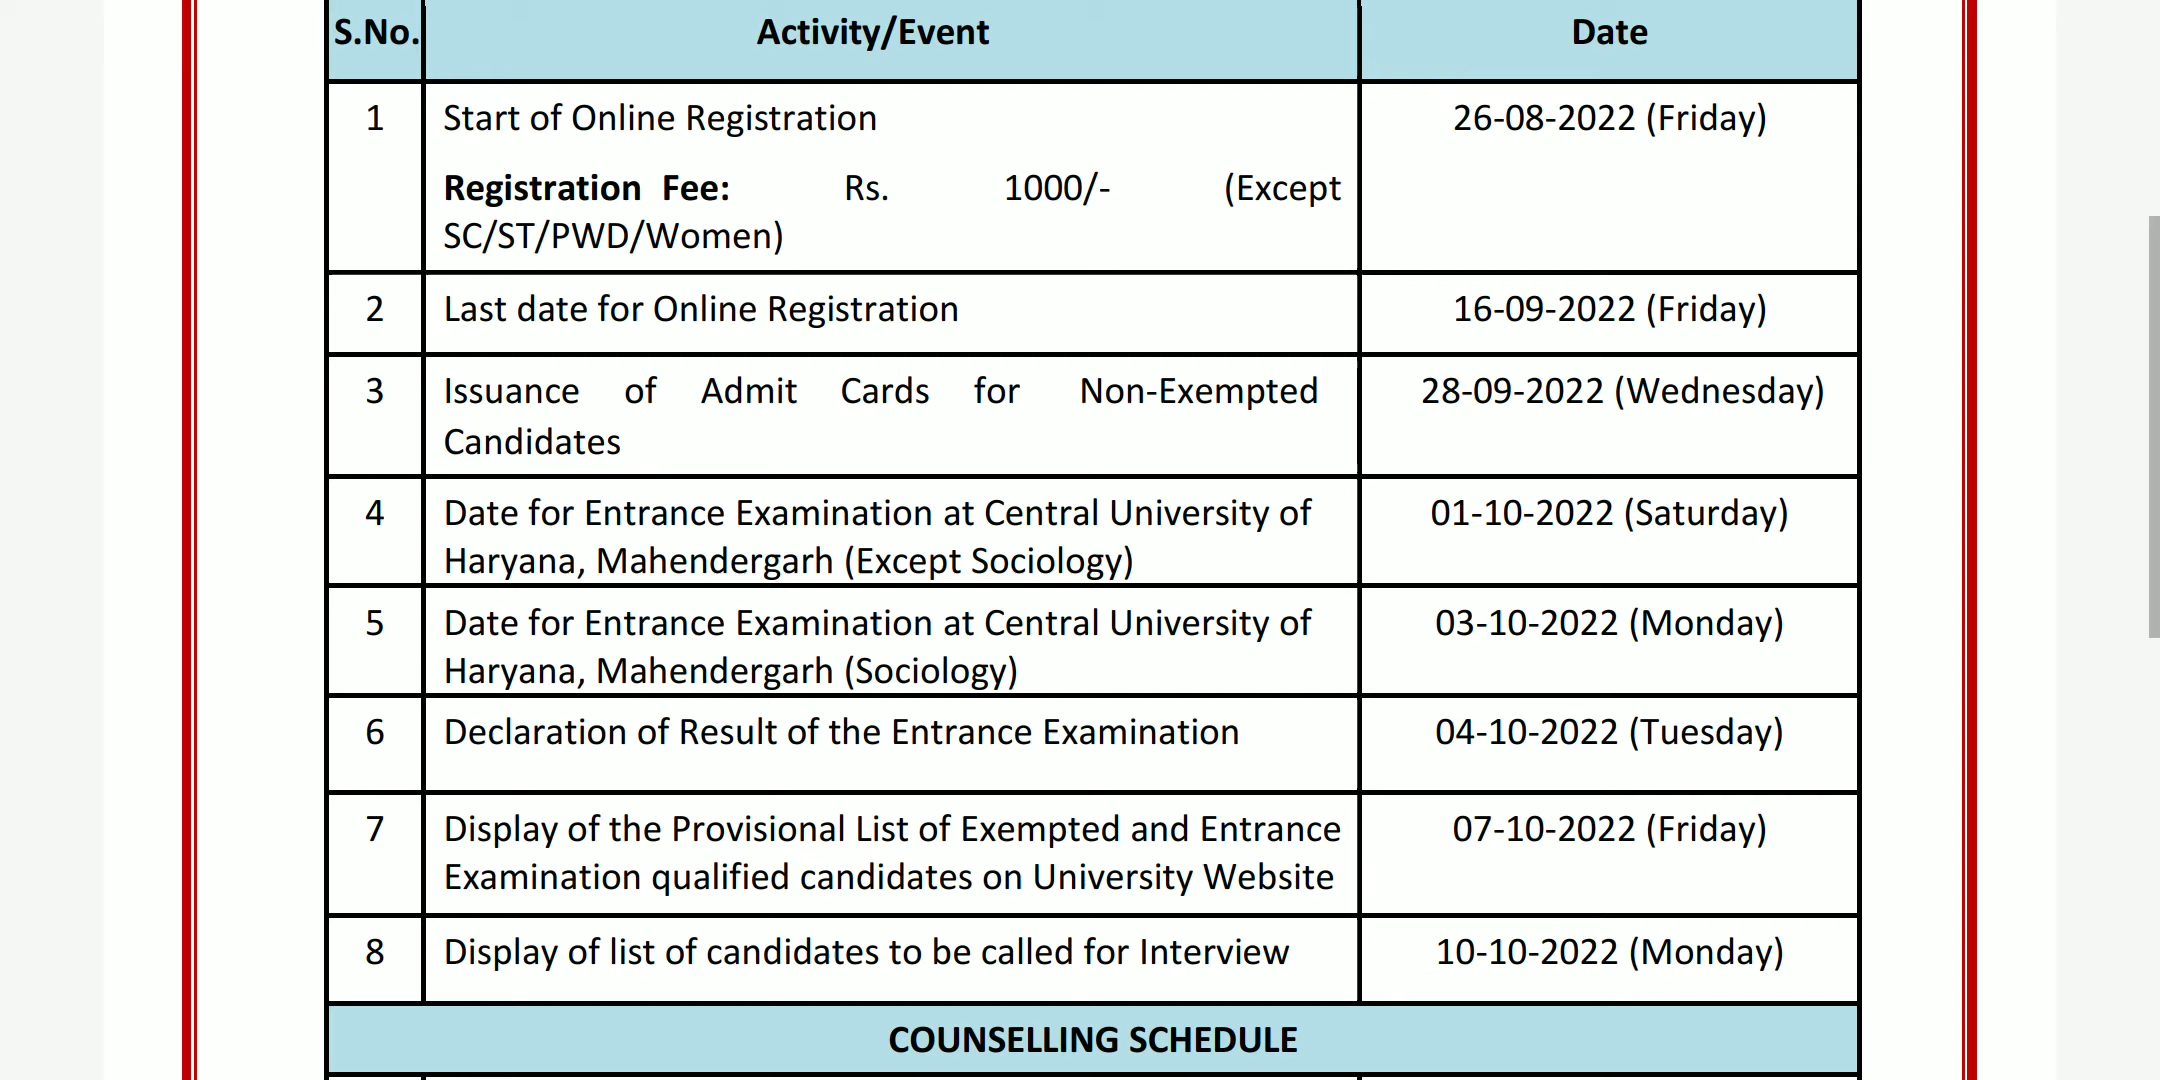 S.No. Activity/Event Date
1 Start of Online Registration 26-08-2022 (Friday)
Registration Fee: Rs. 1000/- (Except
SC/ST/PWD/Women)
2 Last date for Online Registration 16-09-2022 (Friday)
3 Issuance of Admit Cards for Non-Exempted 28-09-2022 (Wednesday)
Candidates
4 Date for Entrance Examination at Central University of 01-10-2022 (Saturday)
Haryana, Mahendergarh (Except Sociology)
5 Date for Entrance Examination at Central University of 03-10-2022 (Monday)
Haryana, Mahendergarh (Sociology)
6 Declaration of Result of the Entrance Examination 04-10-2022 (Tuesday)
7 Display of the Provisional List of Exempted and Entrance 07-10-2022 (Friday)
Examination qualified candidates on University Website
8 Display of list of candidates to be called for Interview 10-10-2022 (Monday)
COUNSELLING SCHEDULE